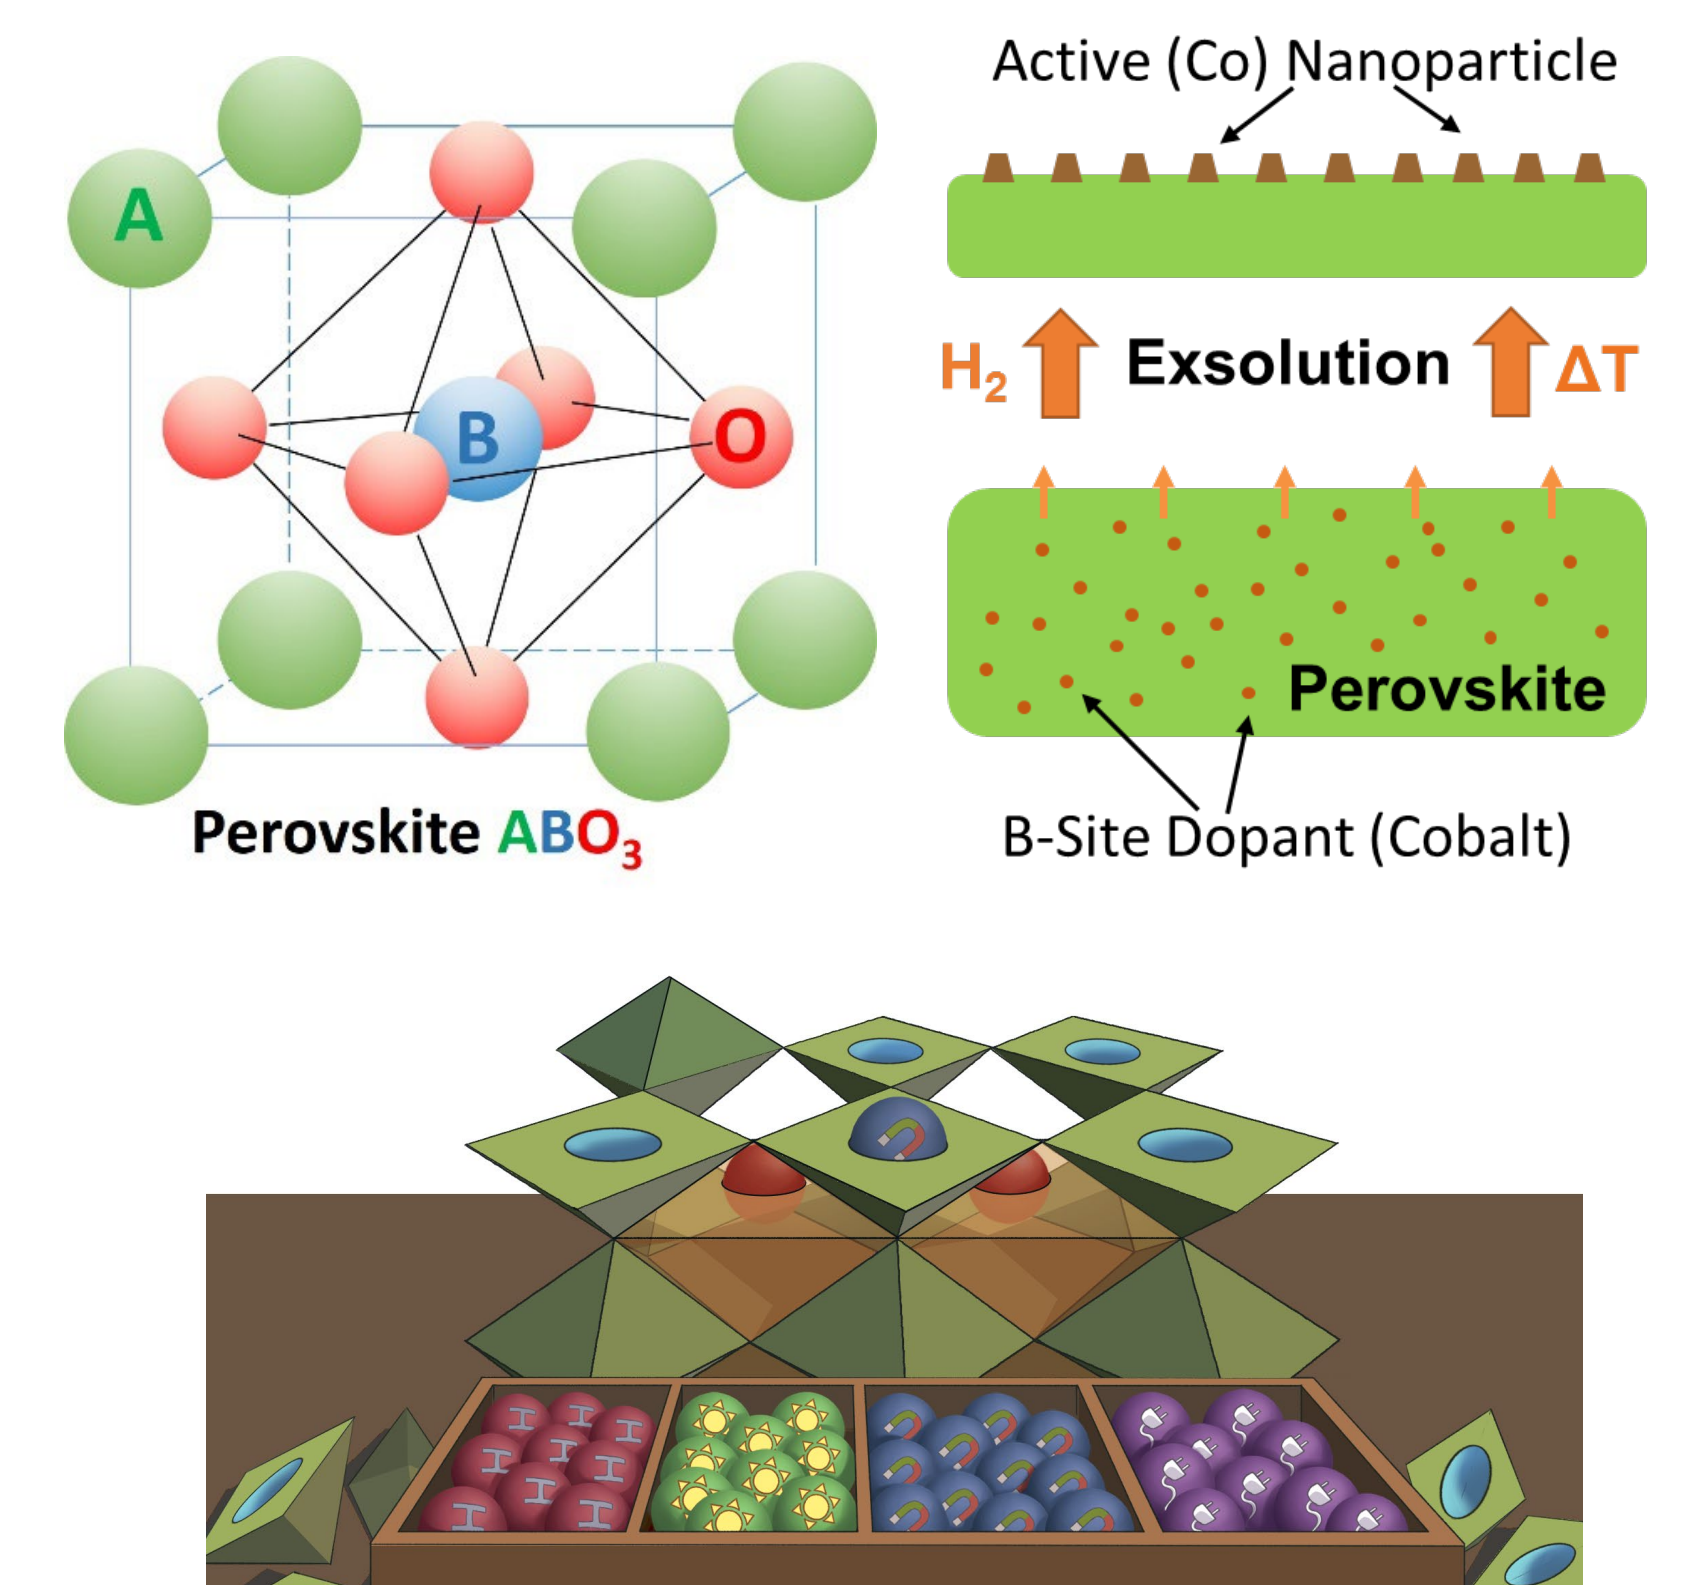 A
B
O
Perovskite ABO₃
Active (Co) Nanoparticle
H₂ Exsolution ΔT
Perovskite
B-Site Dopant (Cobalt)